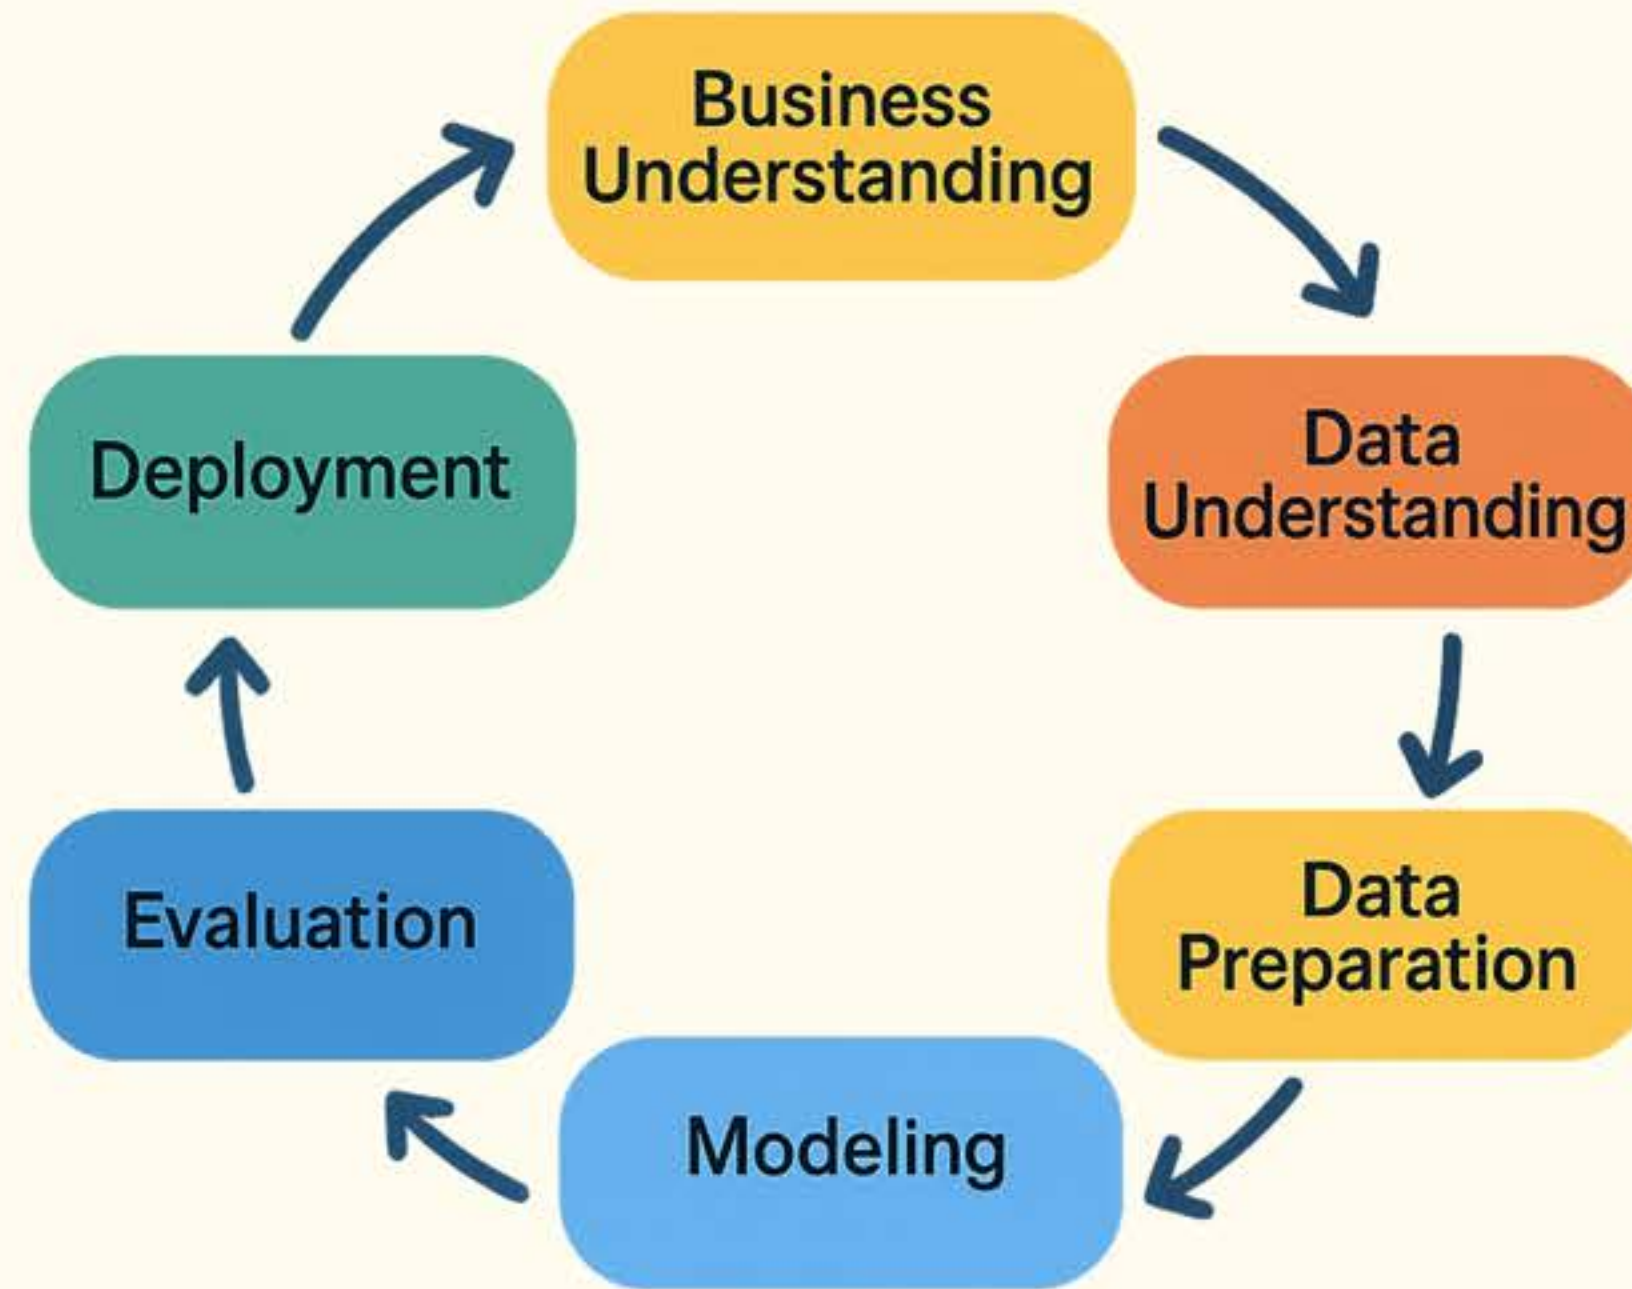 Business
Understanding
Data
Understanding
Data
Preparation
Modeling
Evaluation
Deployment